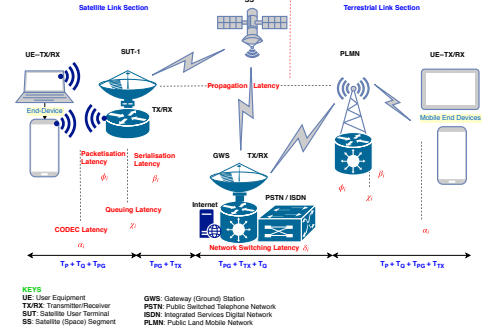 Satellite Link Section
Terrestrial Link Section
SS
UE–TX/RX
SUT-1
PLMN
UE–TX/RX
Propagation Latency
End-Device
TX/RX
Mobile End Devices
Packetisation Latency
Serialisation Latency
GWS TX/RX
ϕi
βi
ϕi
βi
χi
Queuing Latency
χi
Internet
PSTN / ISDN
CODEC Latency
αi
αi
Network Switching Latency δi
TP + TQ + TPG
TPG + TTX
TPG + TTX + TQ
TP + TQ + TPG + TTX
KEYS
UE: User Equipment
TX/RX: Transmitter/Receiver
SUT: Satellite User Terminal
SS: Satellite (Space) Segment
GWS: Gateway (Ground) Station
PSTN: Public Switched Telephone Network
ISDN: Integrated Services Digital Network
PLMN: Public Land Mobile Network